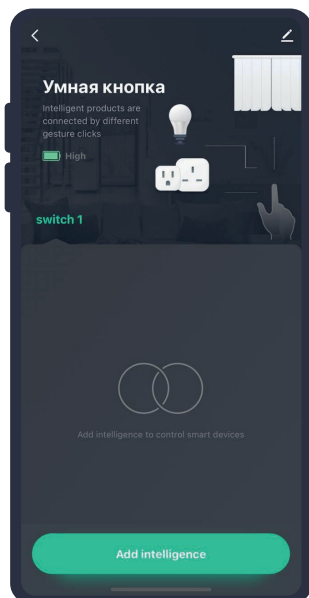 Умная кнопка
Intelligent products are
connected by different
gesture clicks
High
switch 1
Add intelligence to control smart devices
Add intelligence